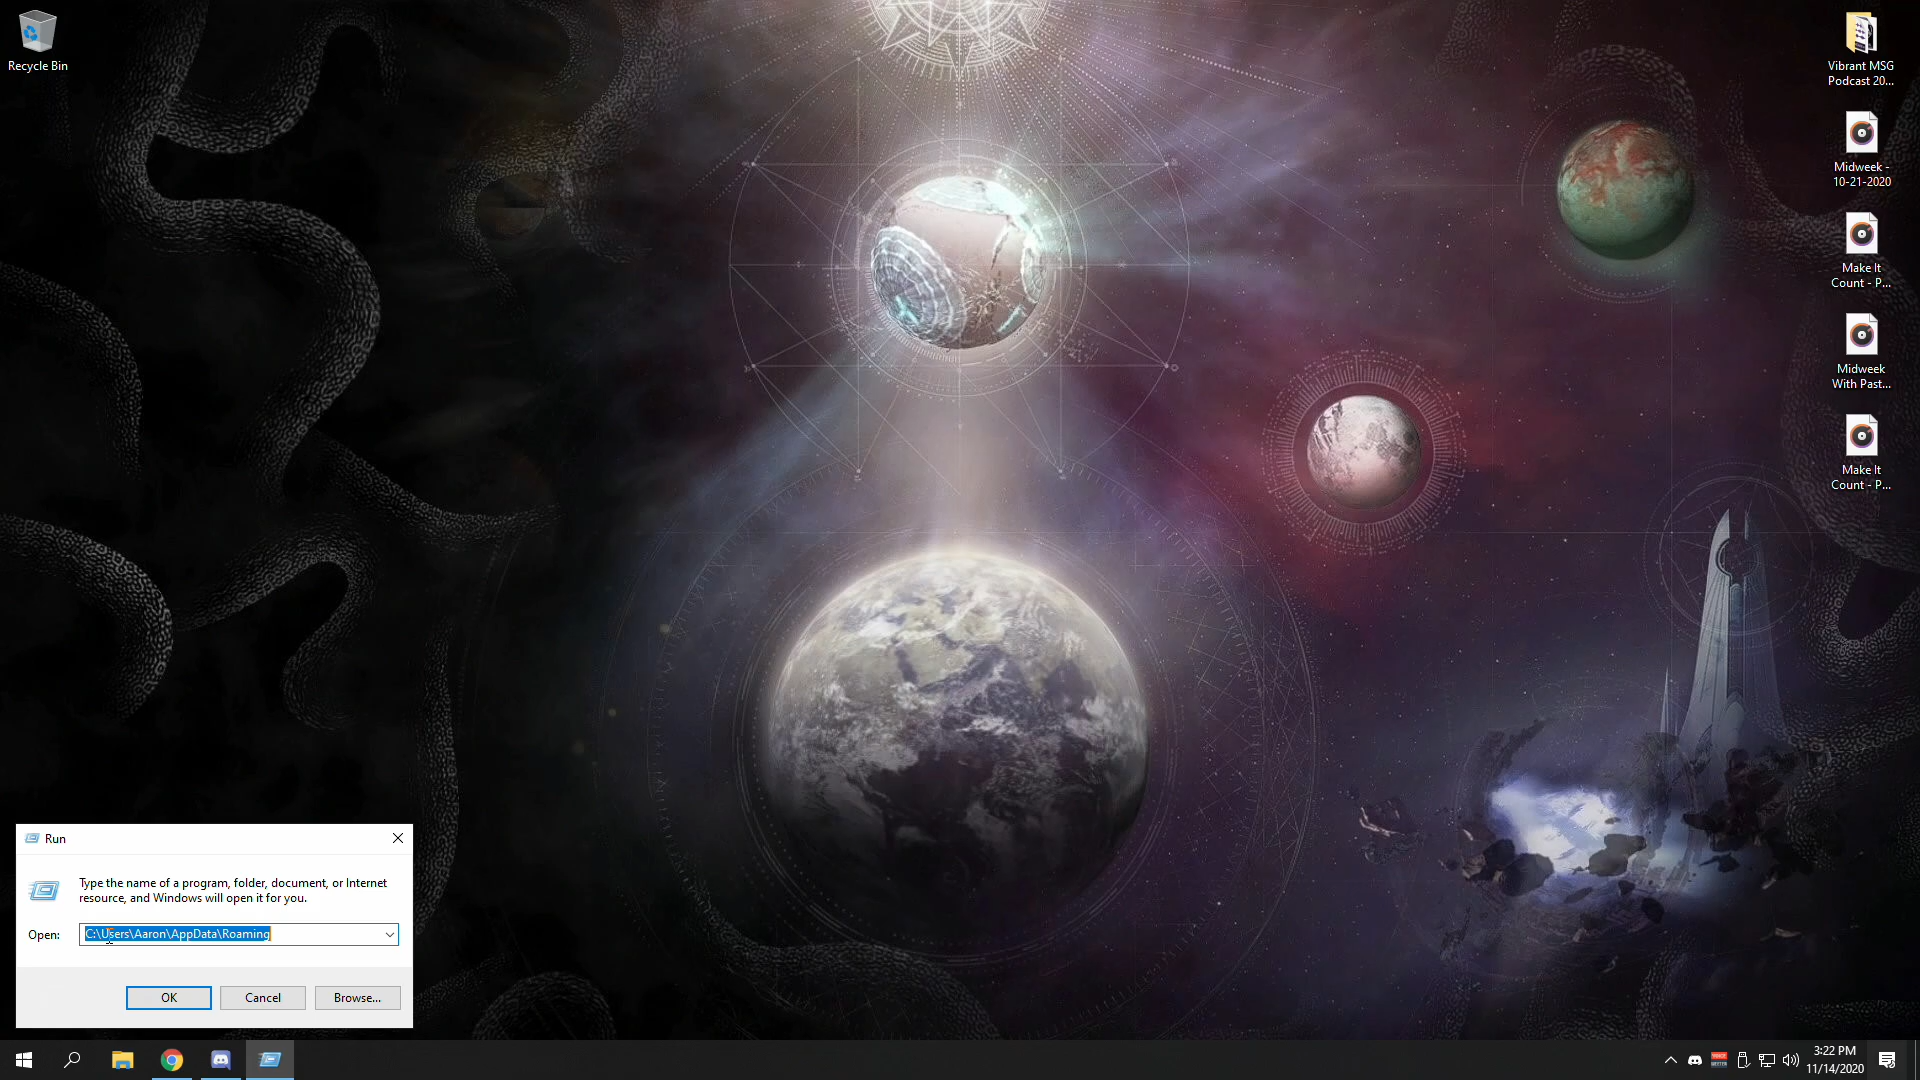 Recycle Bin
Vibrant MSG
Podcast 20...
Midweek -
10-21-2020
Make It
Count - P...
Midweek
With Past...
Make It
Count - P...
Run
Type the name of a program, folder, document, or Internet
resource, and Windows will open it for you.
Open:
C:\Users\Aaron\AppData\Roaming
OK
Cancel
Browse...
3:22 PM
11/14/2020